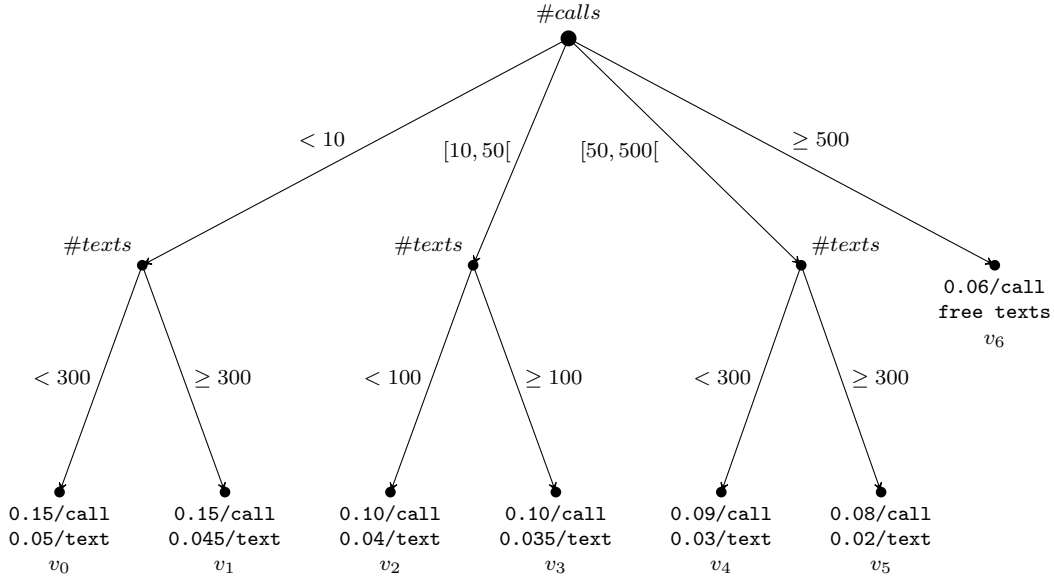 #calls
< 10
[10, 50[
[50, 500[
≥ 500
#texts
#texts
#texts
0.06/call
free texts
v₆
< 300
≥ 300
< 100
≥ 100
< 300
≥ 300
0.15/call
0.05/text
v₀
0.15/call
0.045/text
v₁
0.10/call
0.04/text
v₂
0.10/call
0.035/text
v₃
0.09/call
0.03/text
v₄
0.08/call
0.02/text
v₅